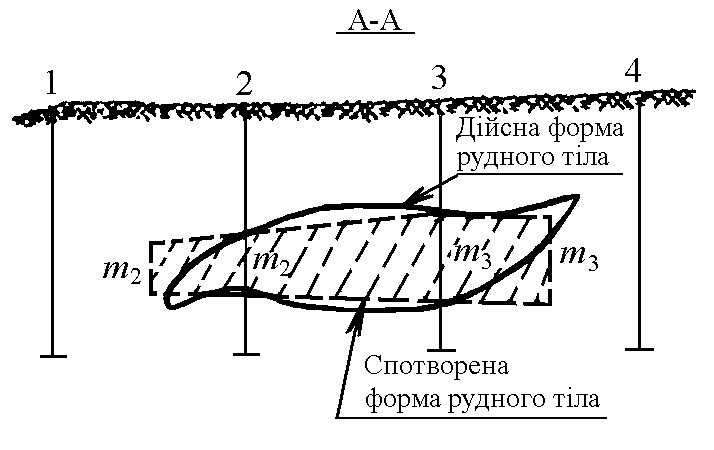 А-А
1 2 3 4
Дійсна форма
рудного тіла
m2 m2 m3 m3
Спотворена
форма рудного тіла